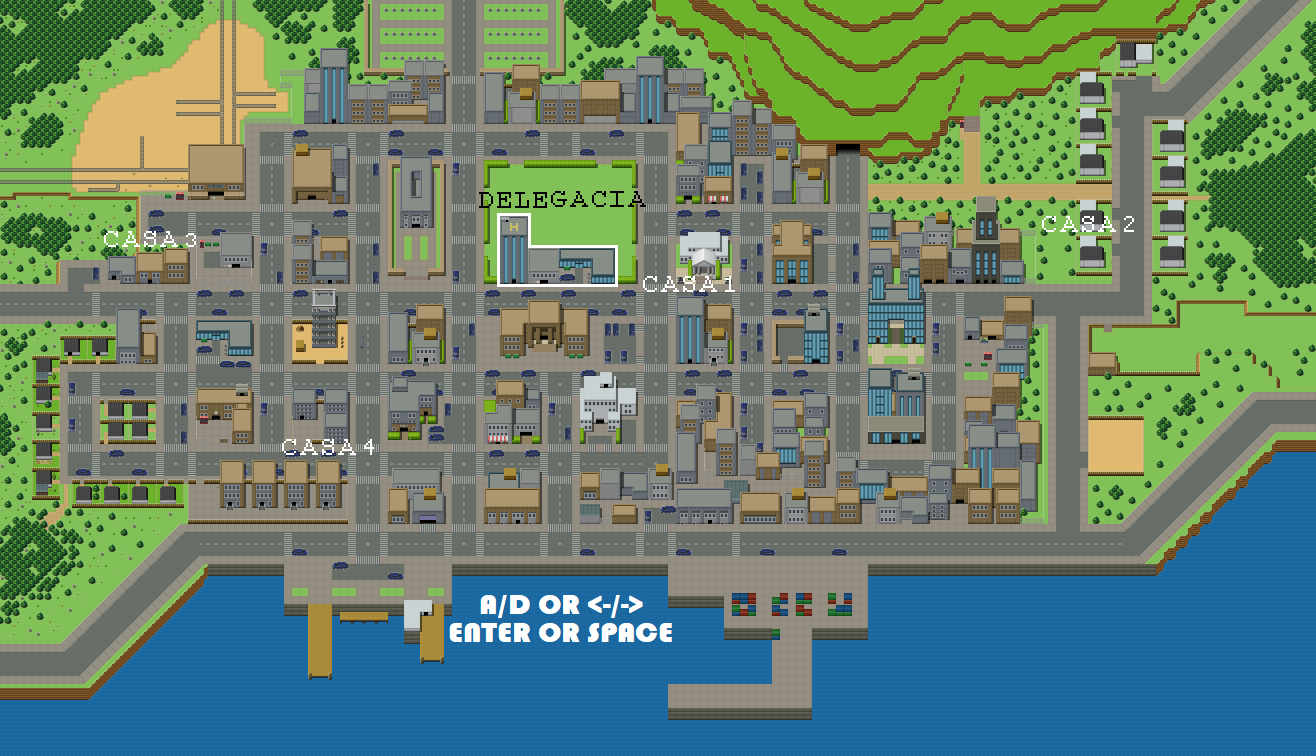 DELEGACIA
CASA 2
CASA 3
CASA 1
CASA 4
A/D OR <-/->
ENTER OR SPACE
H